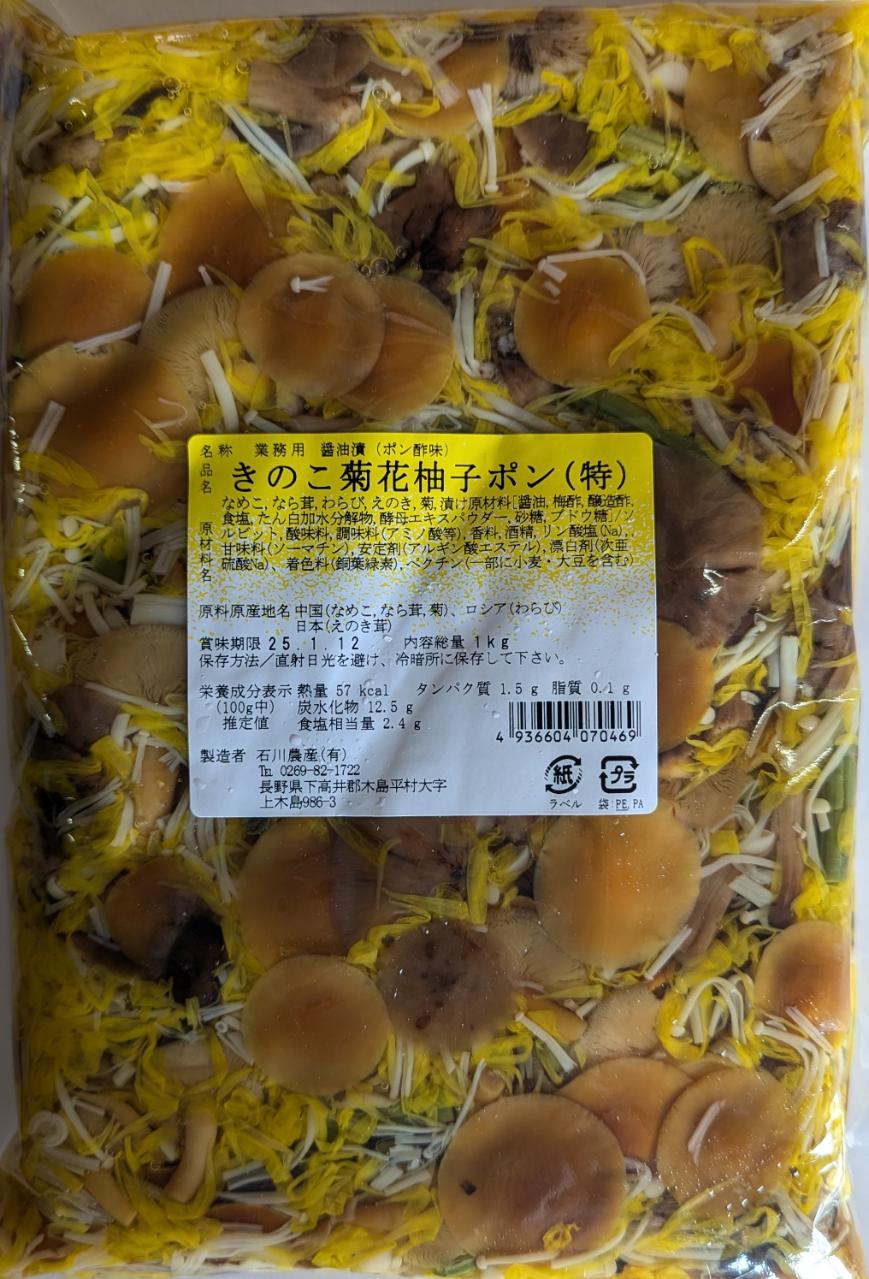 名称 業務用 醤油漬(ポン酢味)
品名 きのこ菊花柚子ポン(特)
原材料名 なめこ,なら茸,わらび,えのき,菊,漬け原材料[醤油,梅酢,醸造酢,
食塩,たん白加水分解物,酵母エキスパウダー,砂糖,ブドウ糖]/ソ
ルビット,酸味料,調味料(アミノ酸等),香料,酒精,リン酸塩(Na),
甘味料(ソーマチン),安定剤(アルギン酸エステル),漂白剤(次亜
硫酸Na)、着色料(銅葉緑素),ペクチン(一部に小麦・大豆を含む)
原料原産地名 中国(なめこ,なら茸,菊)、ロシア(わらび)
日本(えのき茸)
賞味期限 25.1.12 内容総量 1kg
保存方法/直射日光を避け、冷暗所に保存して下さい。
栄養成分表示 熱量 57 kcal タンパク質 1.5 g 脂質 0.1 g
(100g中) 炭水化物 12.5 g
推定値 食塩相当量 2.4 g
4 936604 070469
製造者 石川農産(有)
℡ 0269-82-1722
長野県下高井郡木島平村大字
上木島986-3
紙 プラ
ラベル 袋:PE,PA